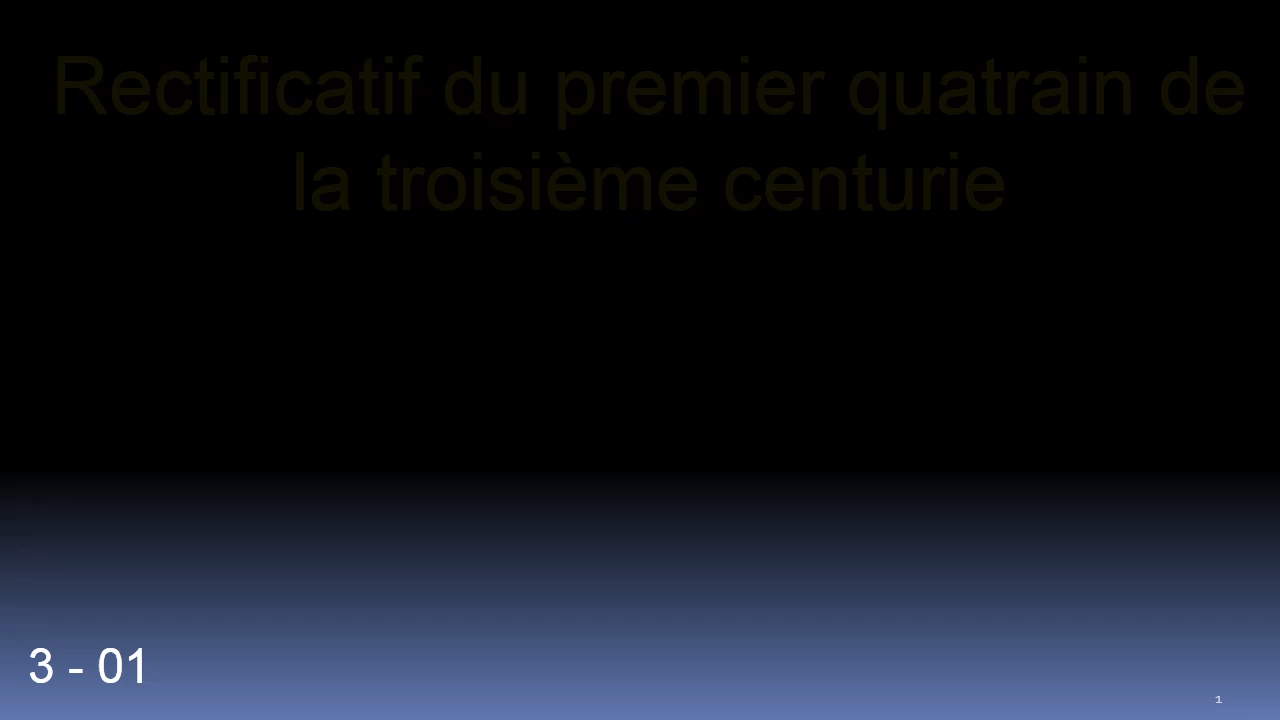 Rectificatif du premier quatrain de
la troisième centurie
3 - 01
1